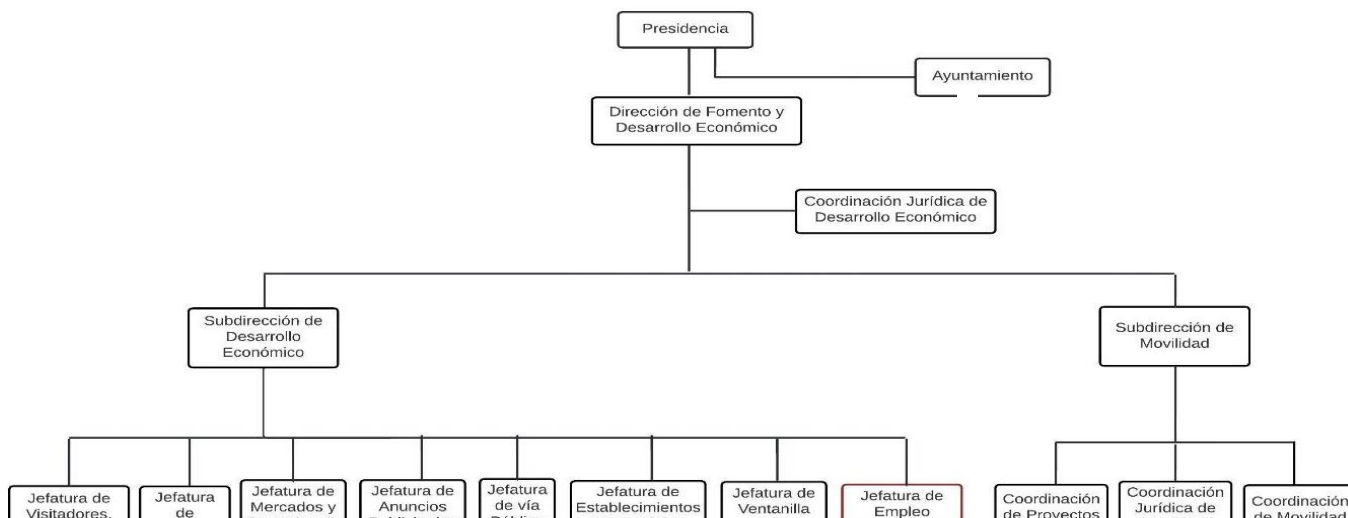 Presidencia
Ayuntamiento
Dirección de Fomento y
Desarrollo Económico
Coordinación Jurídica de
Desarrollo Económico
Subdirección de
Desarrollo
Económico
Subdirección de
Movilidad
Jefatura de
Visitadores,
Jefatura
de
Jefatura de
Mercados y
Jefatura de
Anuncios
Jefatura
de vía
Jefatura de
Establecimientos
Jefatura de
Ventanilla
Jefatura de
Empleo
Coordinación
de Proyectos
Coordinación
Jurídica de
Coordinación
de Movilidad